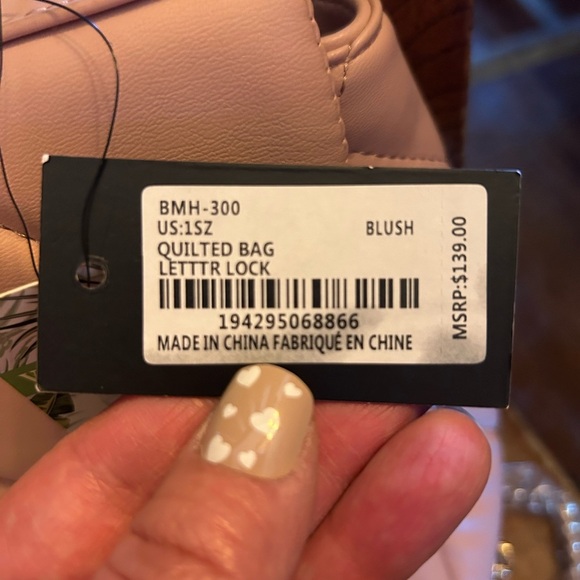 BMH-300
US:1SZ
BLUSH
QUILTED BAG
LETTTR LOCK
194295068866
MADE IN CHINA FABRIQUÉ EN CHINE
MSRP:$139.00